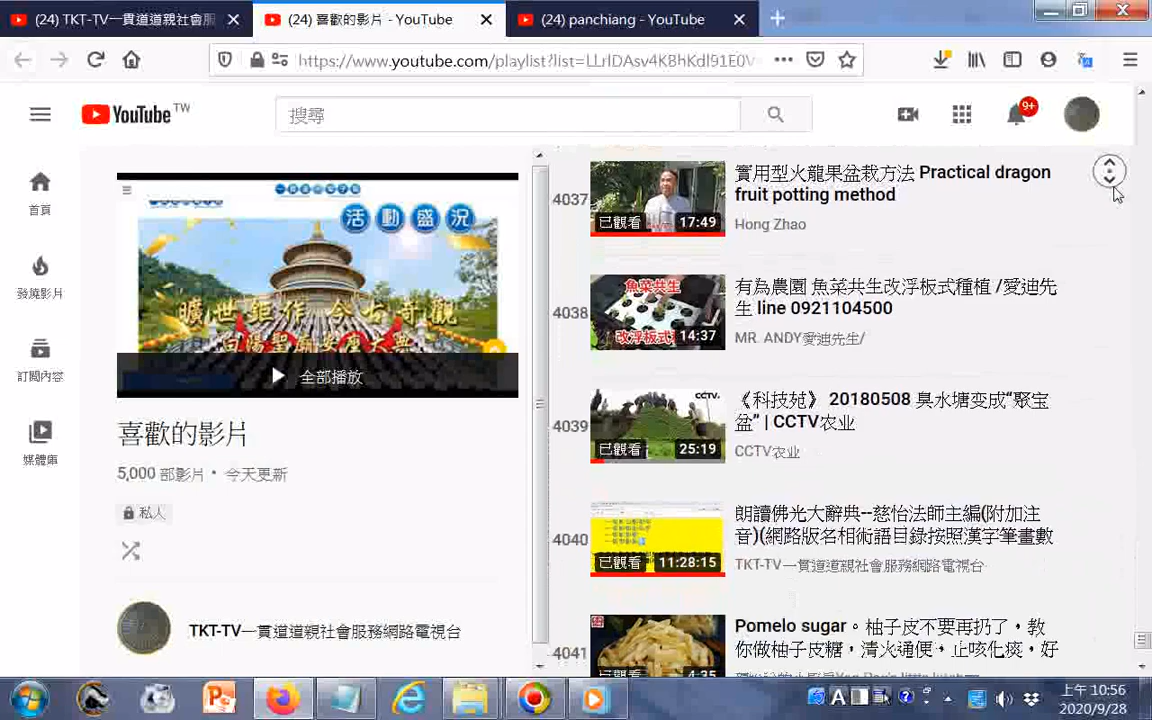 (24) TKT-TV一貫道道親社會服
(24) 喜歡的影片 - YouTube
(24) panchiang - YouTube
https://www.youtube.com/playlist?list=LLrIDAsv4KBhKdl91E0V
YouTube TW
搜尋
9+
首頁
發燒影片
訂閱內容
媒體庫
活動盛況
曠世鉅作 今古奇觀
白陽聖廟安座大典
全部播放
喜歡的影片
5,000 部影片 • 今天更新
私人
TKT-TV一貫道道親社會服務網路電視台
4037
已觀看 17:49
實用型火龍果盆栽方法 Practical dragon
fruit potting method
Hong Zhao
4038
魚菜共生
改浮板式
14:37
有為農園 魚菜共生改浮板式種植 /愛迪先
生 line 0921104500
MR. ANDY愛迪先生/
4039
CCTV
已觀看 25:19
《科技苑》 20180508 臭水塘变成“聚宝
盆” | CCTV农业
CCTV农业
4040
已觀看 11:28:15
朗讀佛光大辭典--慈怡法師主編(附加注
音)(網路版名相術語目錄按照漢字筆畫數
TKT-TV一貫道道親社會服務網路電視台
4041
4:35
Pomelo sugar。柚子皮不要再扔了，教
你做柚子皮糖，清火通便，止咳化痰，好
上午 10:56
2020/9/28